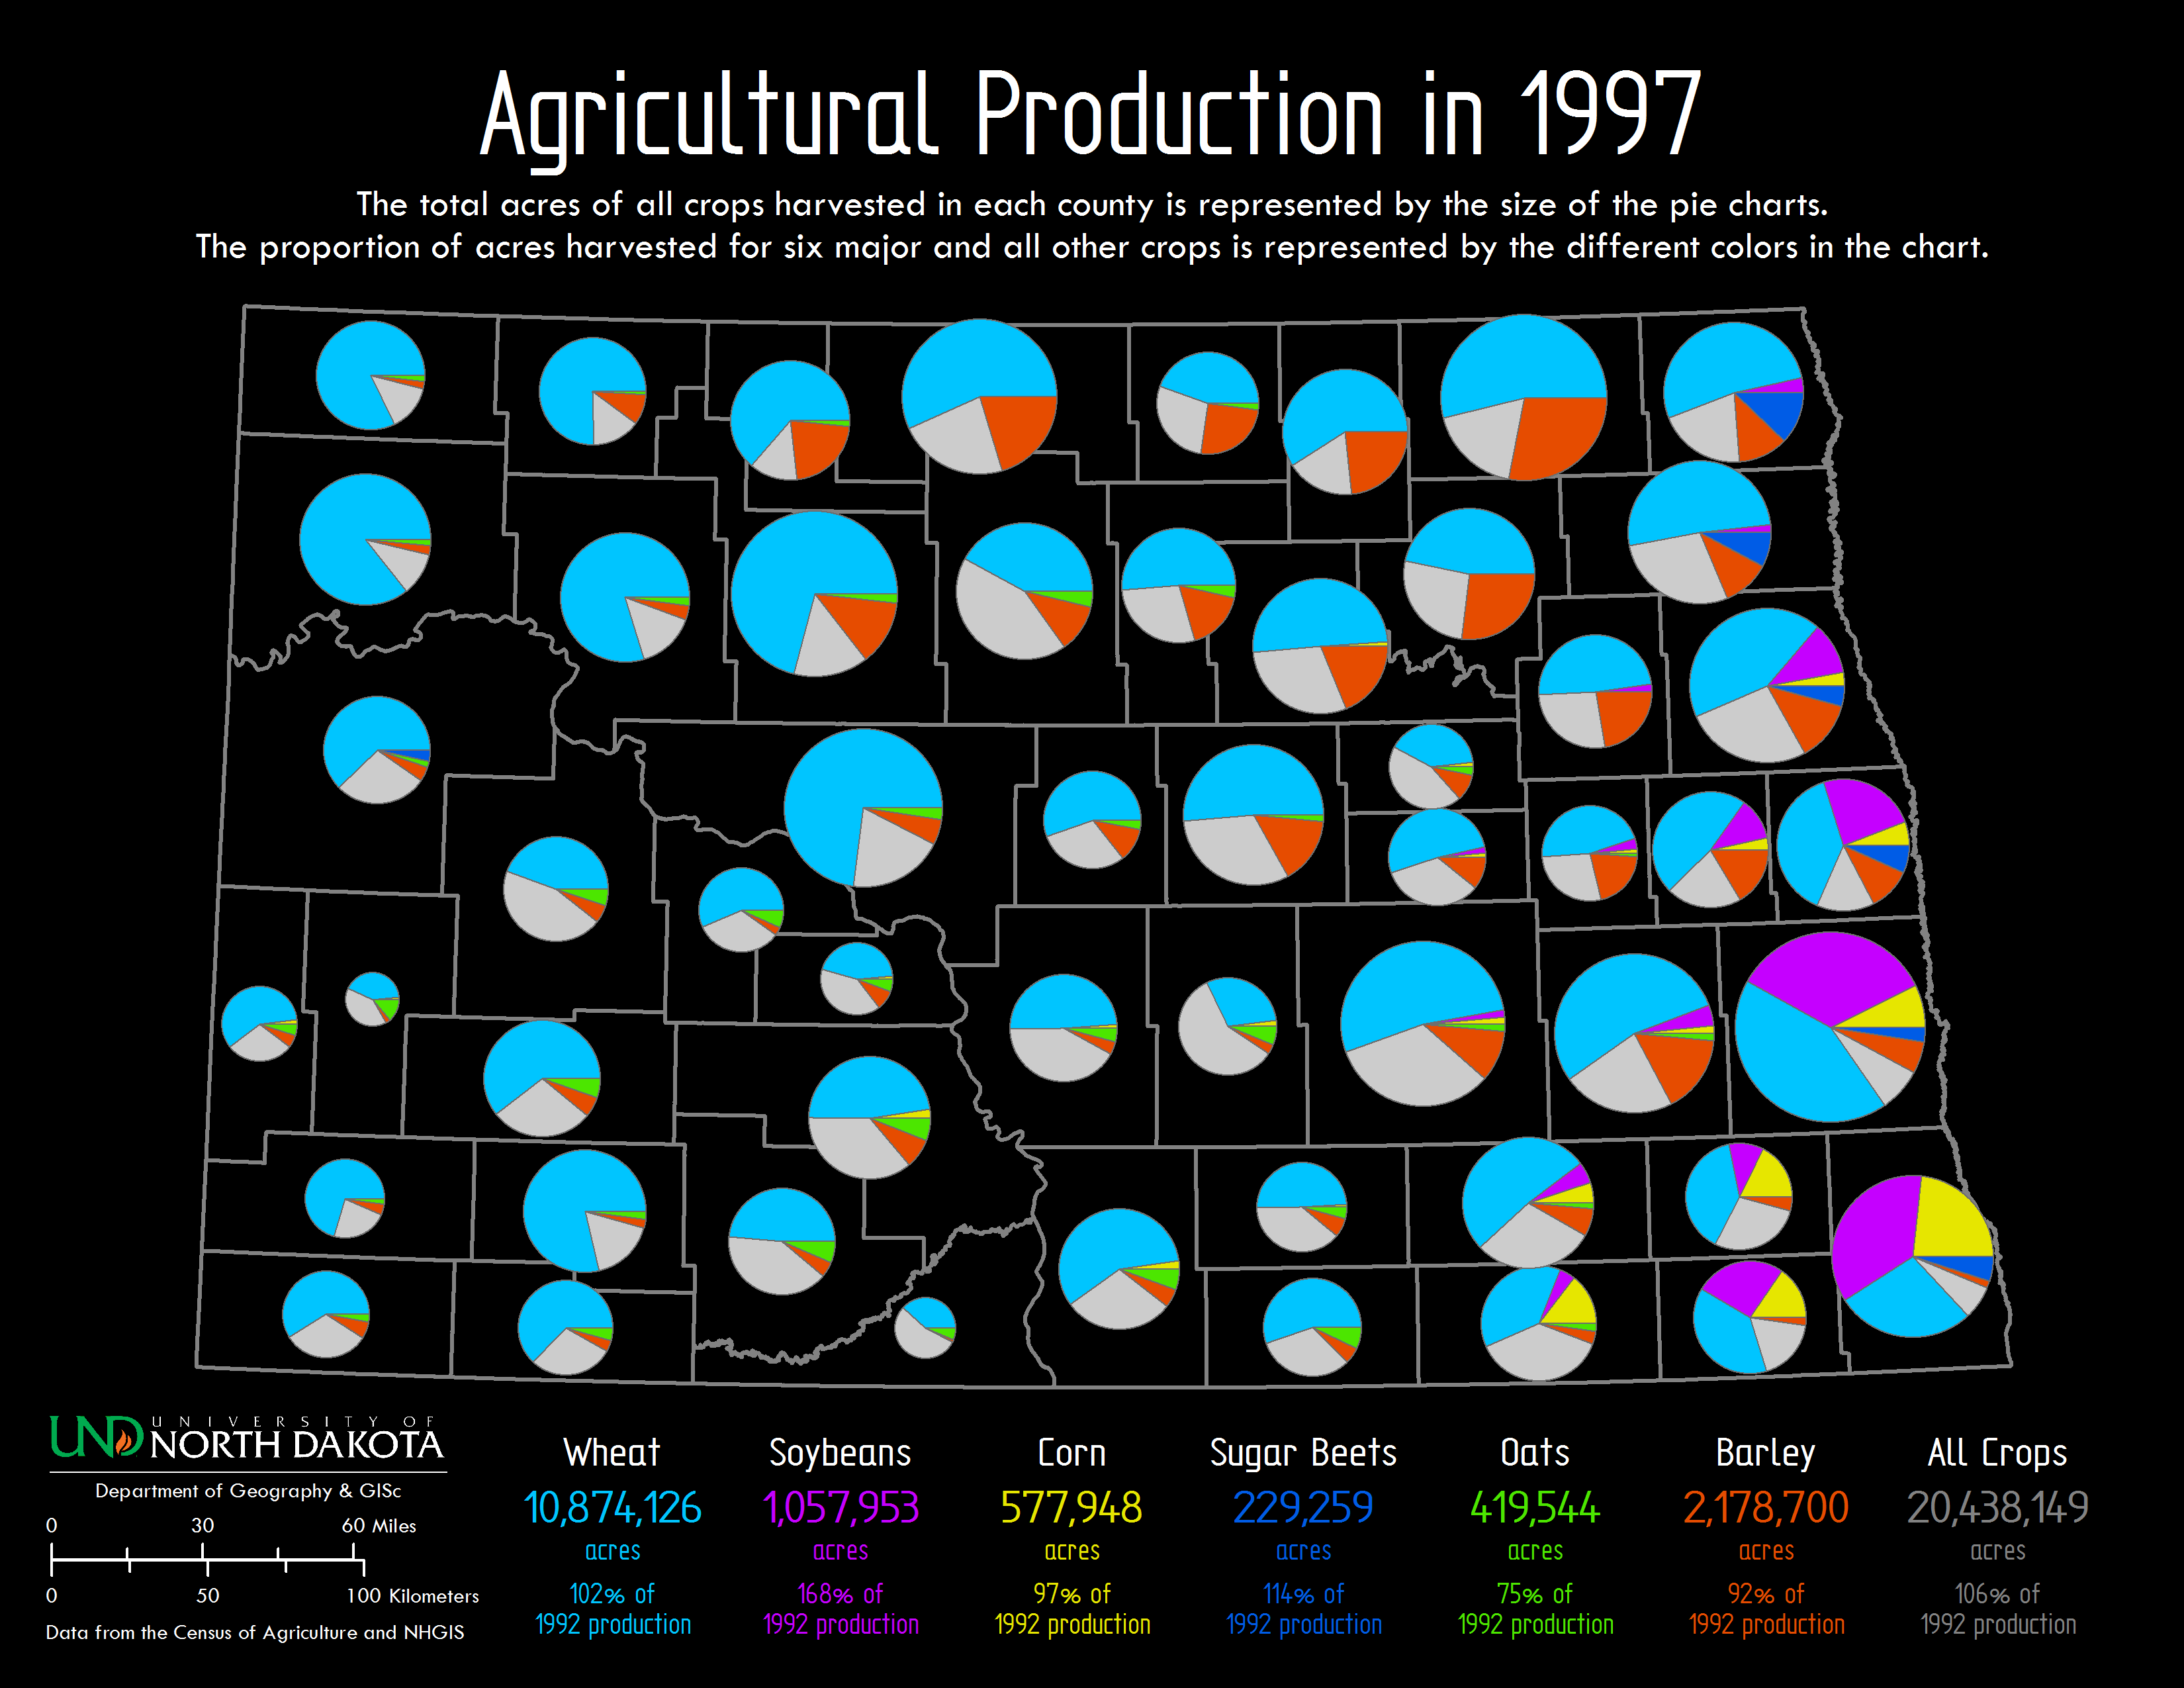 Agricultural Production in 1997
The total acres of all crops harvested in each county is represented by the size of the pie charts.
The proportion of acres harvested for six major and all other crops is represented by the different colors in the chart.
UND UNIVERSITY OF
NORTH DAKOTA
Department of Geography & GISc
0 30 60 Miles
0 50 100 Kilometers
Data from the Census of Agriculture and NHGIS
Wheat
10,874,126
acres
102% of
1992 production
Soybeans
1,057,953
acres
168% of
1992 production
Corn
577,948
acres
97% of
1992 production
Sugar Beets
229,259
acres
114% of
1992 production
Oats
419,544
acres
75% of
1992 production
Barley
2,178,700
acres
92% of
1992 production
All Crops
20,438,149
acres
106% of
1992 production